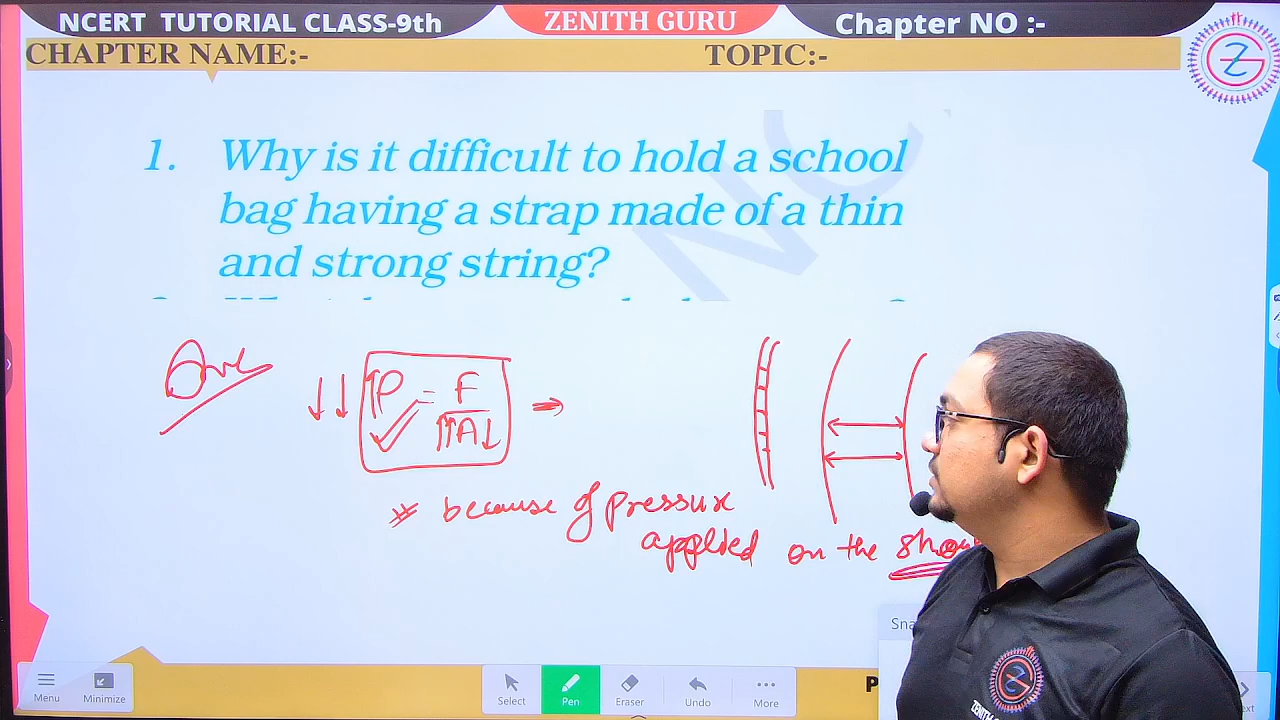 NCERT TUTORIAL CLASS-9th
ZENITH GURU
Chapter NO :-
CHAPTER NAME:-
TOPIC:-
1. Why is it difficult to hold a school
bag having a strap made of a thin
and strong string?
Ans
P = F
A
because of pressure
applied on the
Menu
Minimize
Select
Pen
Eraser
Undo
More